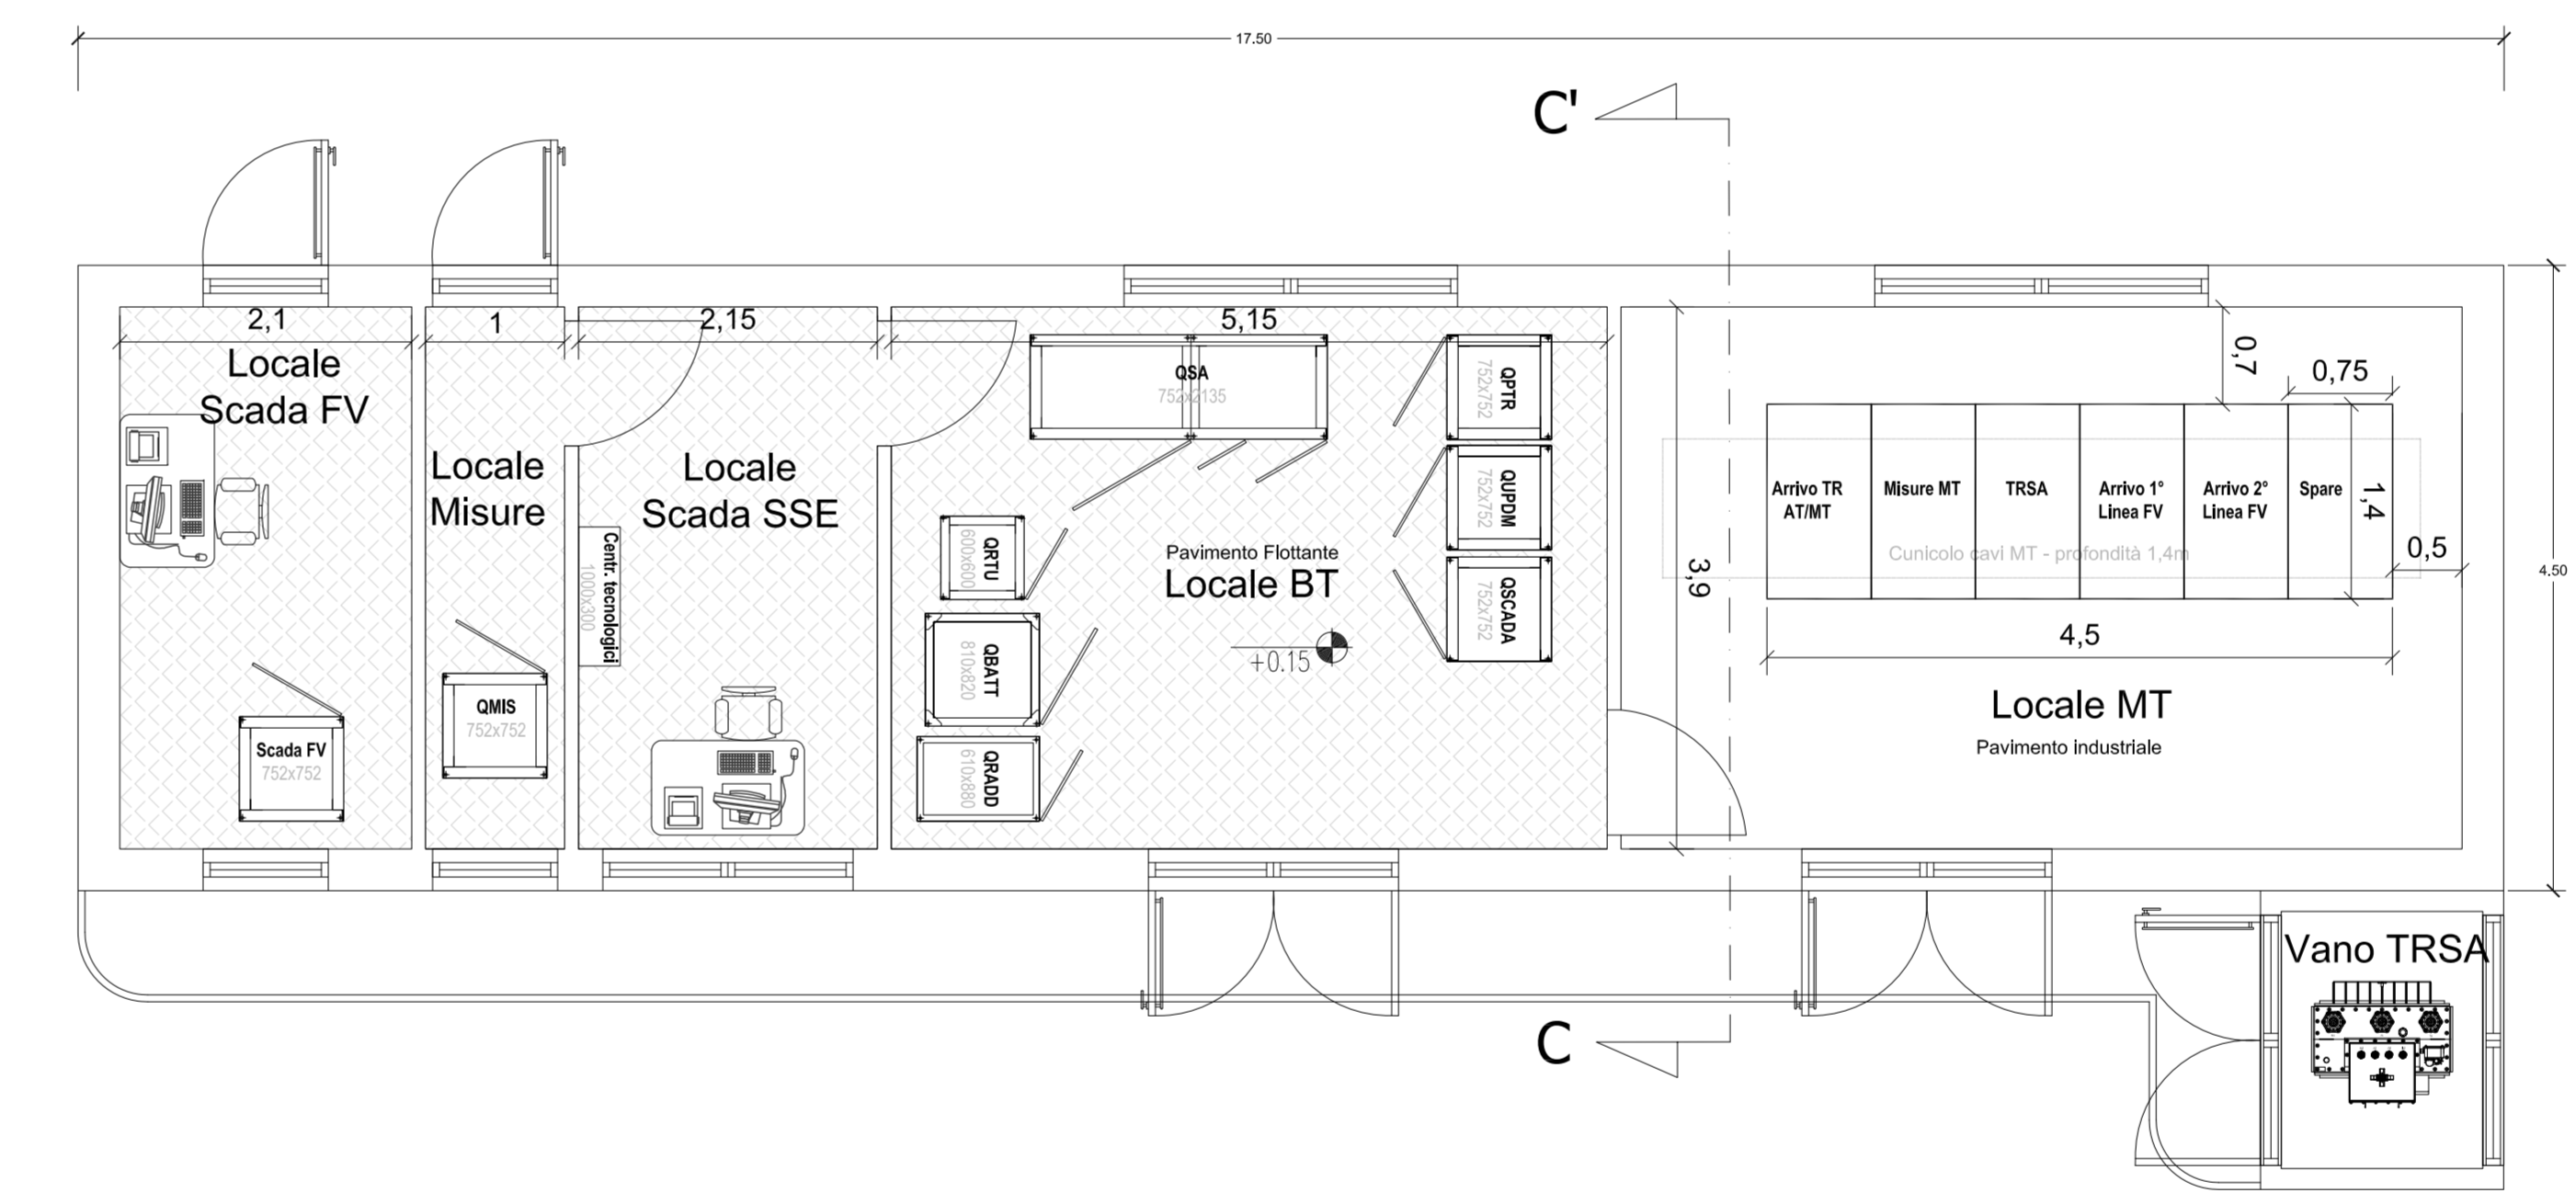 17.50
C'
2,1
1
2,15
5,15
Locale
Scada FV
Locale
Misure
Locale
Scada SSE
QSA
752x2135
QPTR
752x752
QUPDM
752x752
QSCADA
752x752
QRTU
600x600
QBATT
810x820
QRADD
610x880
Centr. tecnologici
1000x300
Pavimento Flottante
Locale BT
+0.15
QMIS
752x752
Scada FV
752x752
3,9
0,7
0,75
Arrivo TR
AT/MT
Misure MT
TRSA
Arrivo 1°
Linea FV
Arrivo 2°
Linea FV
Spare
1,4
Cunicolo cavi MT - profondità 1,4m
0,5
4,5
4.50
Locale MT
Pavimento industriale
Vano TRSA
C